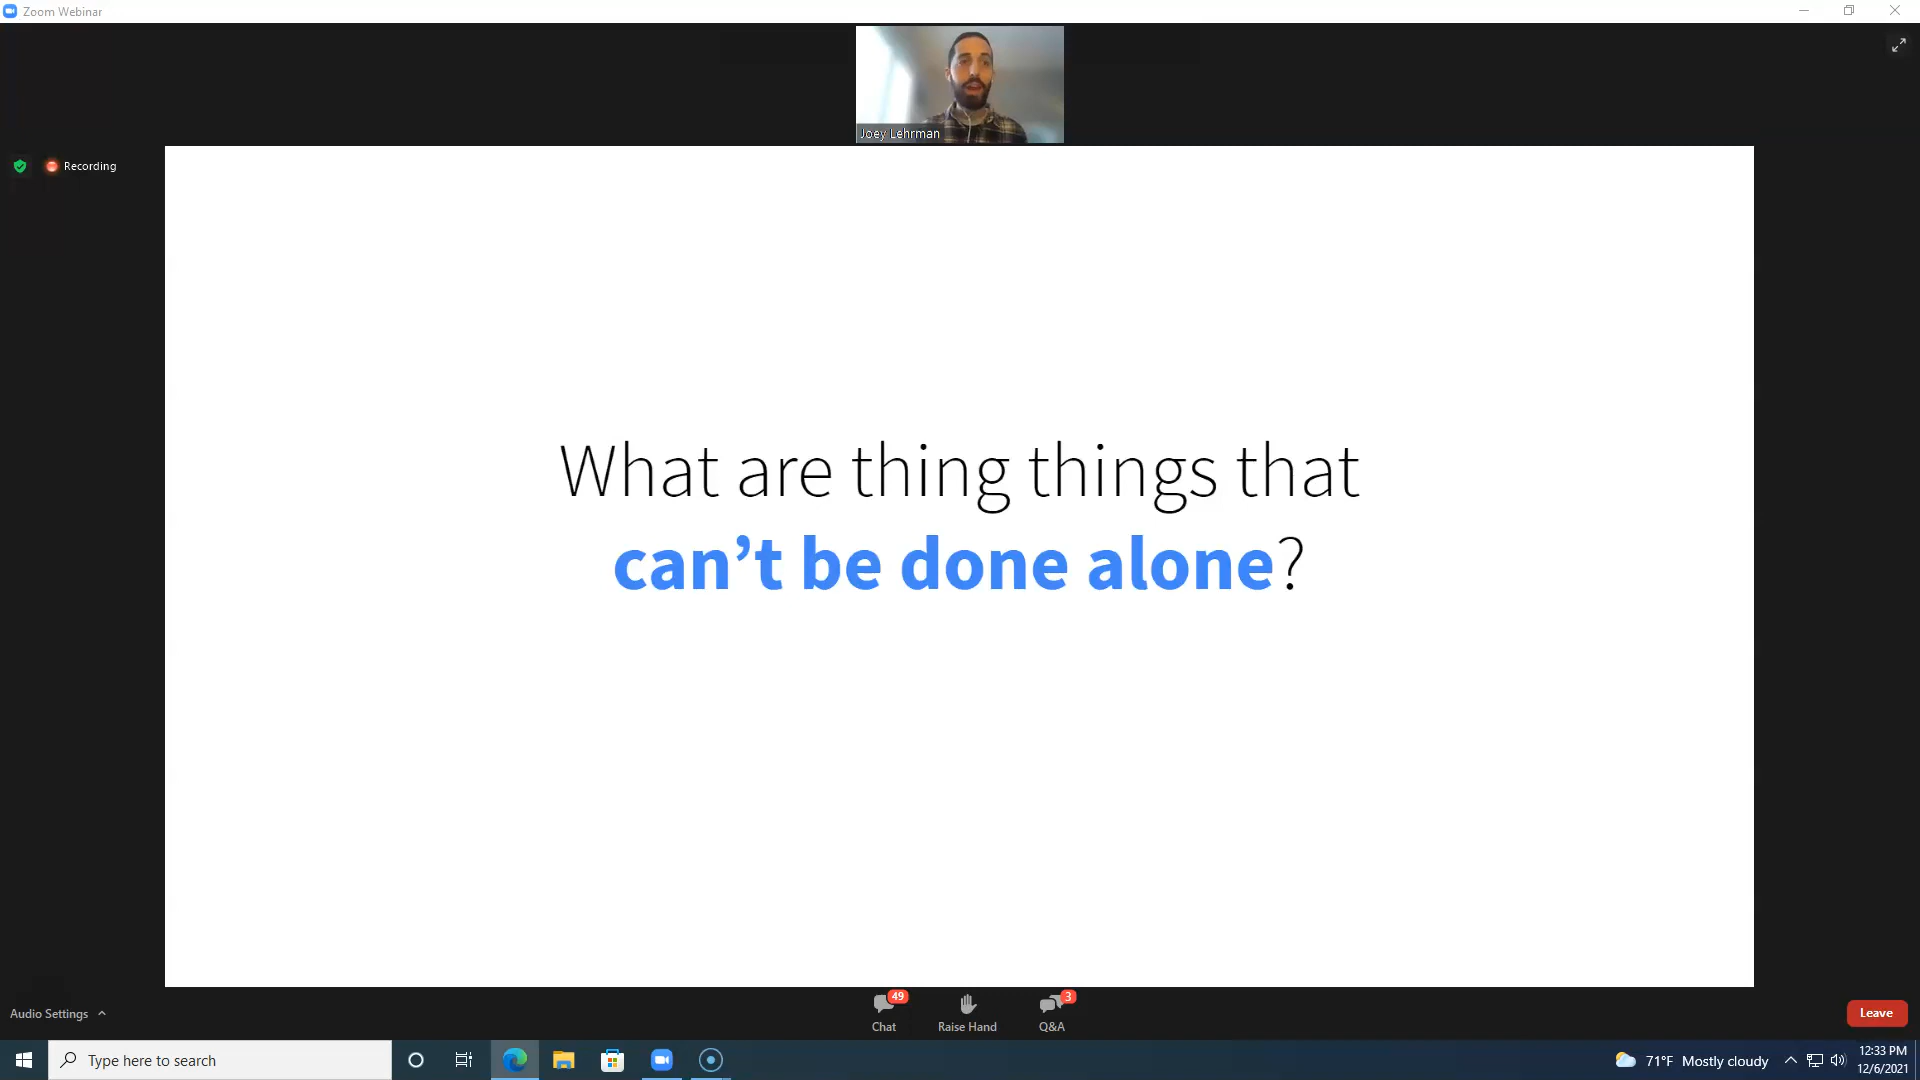 Zoom Webinar
Joey Lehrman
Recording
What are thing things that
can’t be done alone?
Audio Settings
49
Chat
Raise Hand
3
Q&A
Leave
Type here to search
71°F Mostly cloudy
12:33 PM
12/6/2021